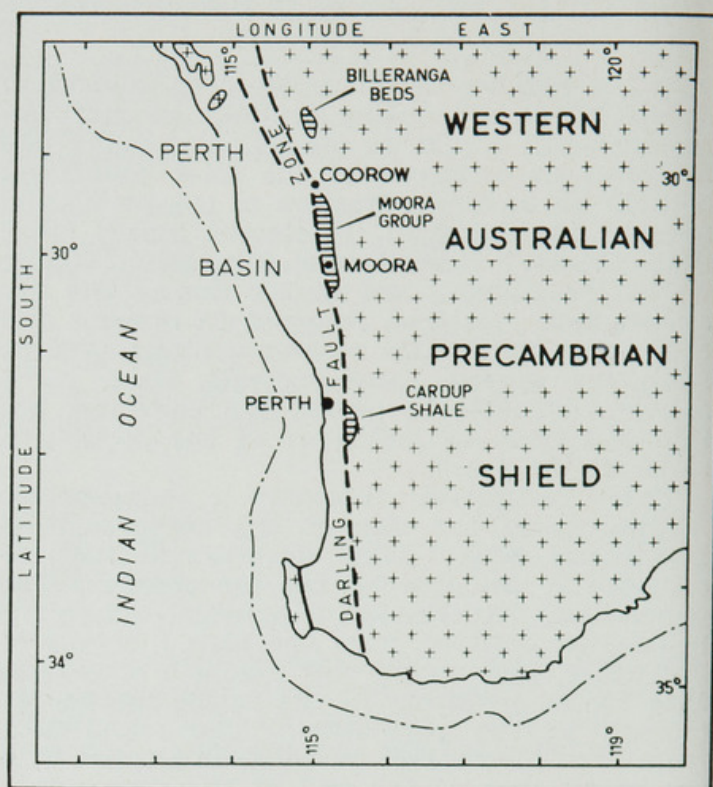 LONGITUDE EAST
115°
120°
BILLERANGA
BEDS
WESTERN
PERTH
ZONE
COOROW
30°
MOORA
GROUP
AUSTRALIAN
30°
BASIN
MOORA
SOUTH
FAULT
PRECAMBRIAN
OCEAN
CARDUP
SHALE
PERTH
LATITUDE
SHIELD
INDIAN
DARLING
34°
35°
115°
119°